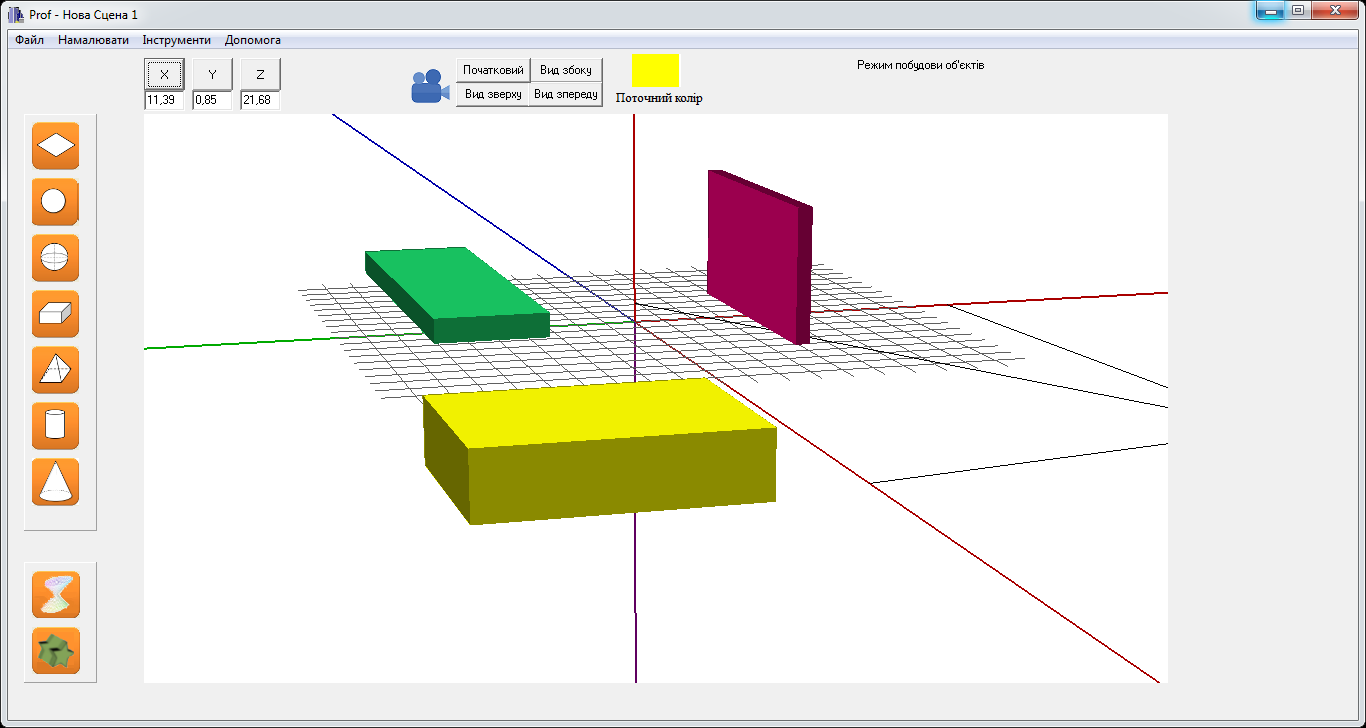 Prof - Нова Сцена 1
Файл Намалювати Інструменти Допомога
X Y Z
11,39 0,85 21,68
Початковий Вид збоку
Вид зверху Вид зпереду
Поточний колір
Режим побудови об'єктів